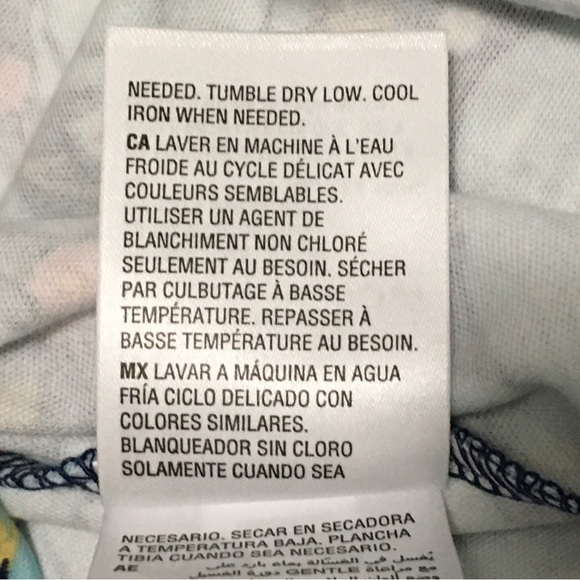 NEEDED. TUMBLE DRY LOW. COOL
IRON WHEN NEEDED.
CA LAVER EN MACHINE À L'EAU
FROIDE AU CYCLE DÉLICAT AVEC
COULEURS SEMBLABLES.
UTILISER UN AGENT DE
BLANCHIMENT NON CHLORÉ
SEULEMENT AU BESOIN. SÉCHER
PAR CULBUTAGE À BASSE
TEMPÉRATURE. REPASSER À
BASSE TEMPÉRATURE AU BESOIN.
MX LAVAR A MÁQUINA EN AGUA
FRÍA CICLO DELICADO CON
COLORES SIMILARES.
BLANQUEADOR SIN CLORO
SOLAMENTE CUANDO SEA
NECESARIO. SECAR EN SECADORA
A TEMPERATURA BAJA. PLANCHA
TIBIA CUANDO SEA NECESARIO.
AE
GENTLE